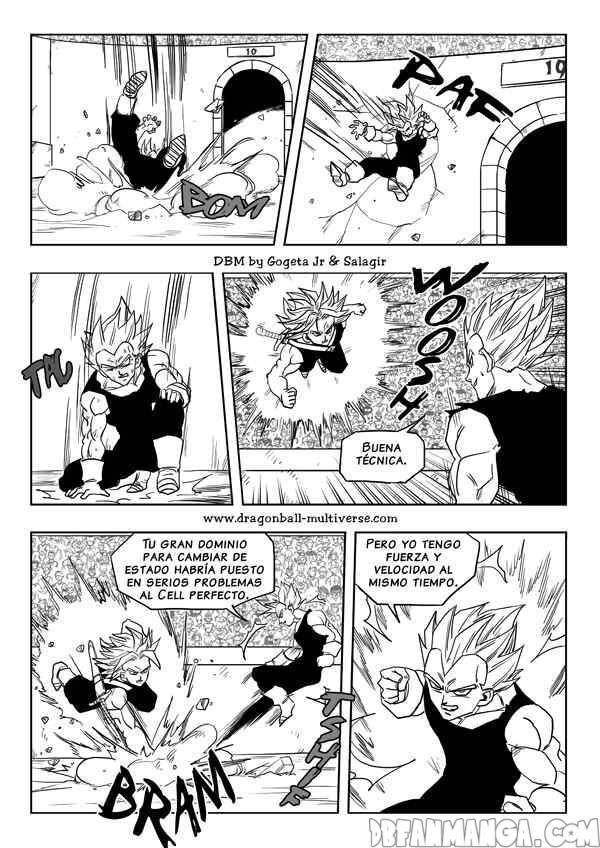 10
BOM
PAF
10
DBM by Gogeta Jr & Salagir
TAC
WOOSH
BUENA
TÉCNICA.
www.dragonball-multiverse.com
TU GRAN DOMINIO
PARA CAMBIAR DE
ESTADO HABRÍA PUESTO
EN SERIOS PROBLEMAS
AL CELL PERFECTO.
BRAM
TSHIF
PERO YO TENGO
FUERZA Y
VELOCIDAD AL
MISMO TIEMPO.
DBFANMANGA.COM